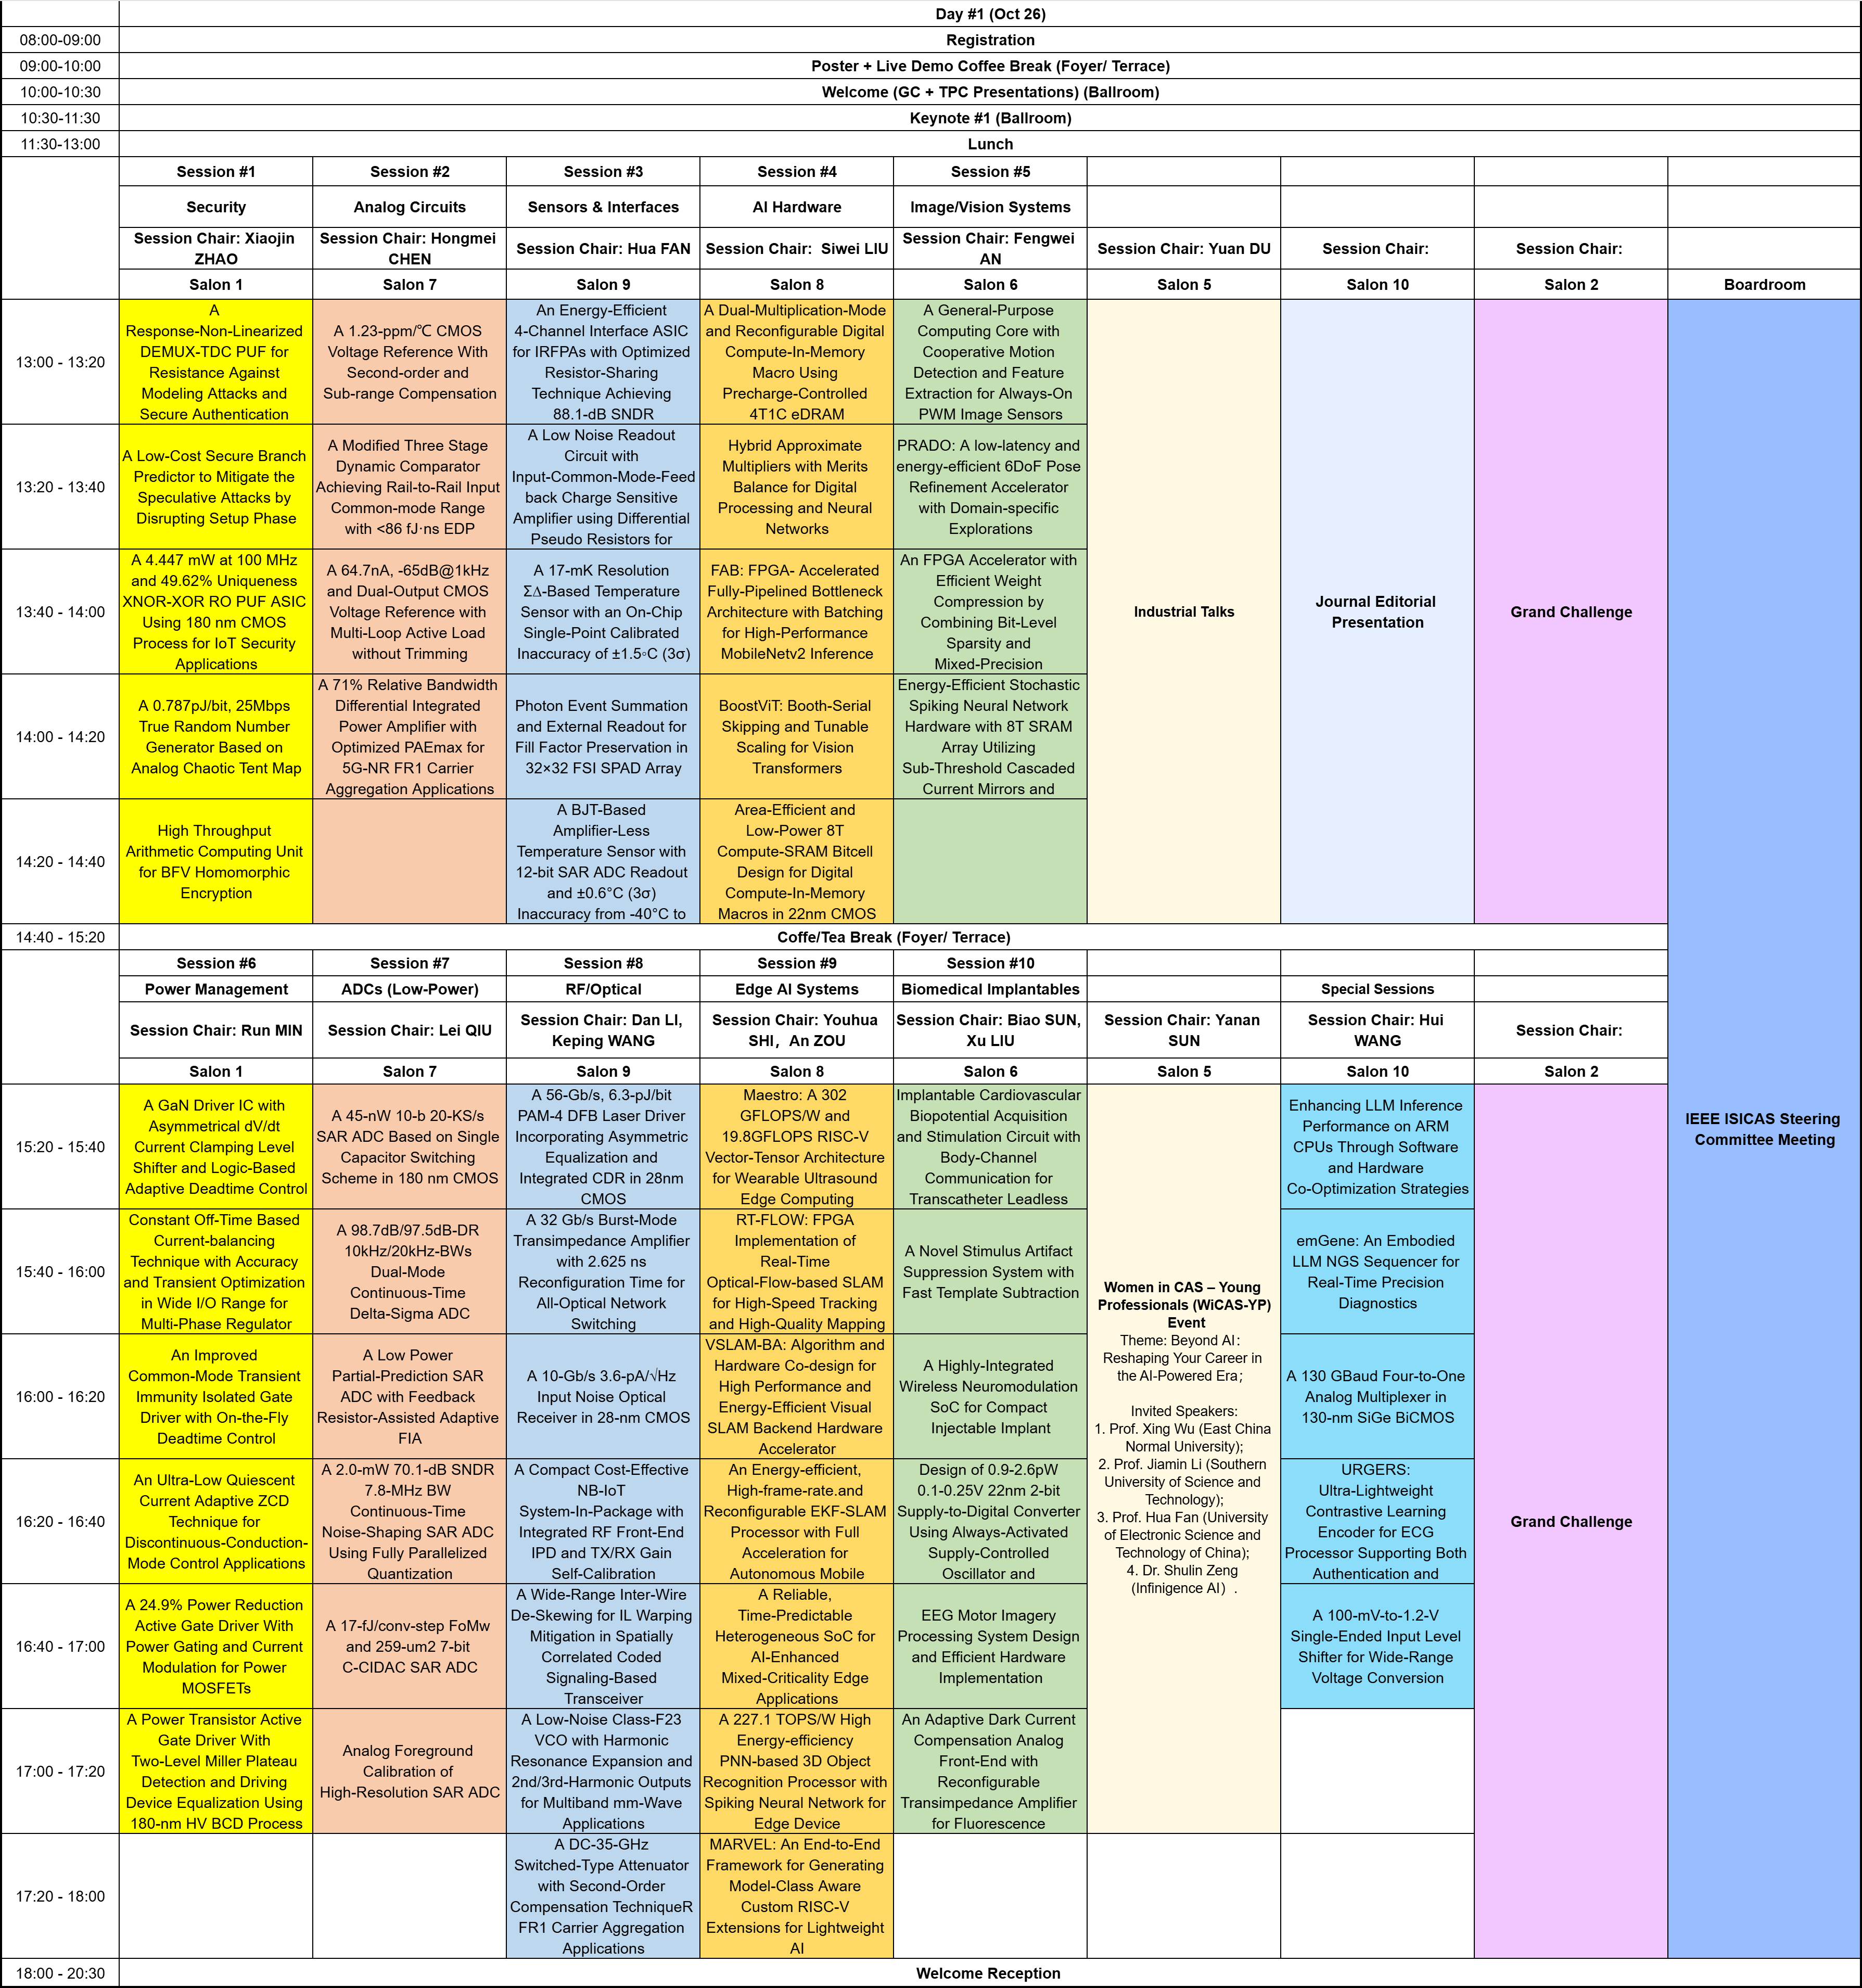 Day #1 (Oct 26)
08:00-09:00
Registration
09:00-10:00
Poster + Live Demo Coffee Break (Foyer/ Terrace)
10:00-10:30
Welcome (GC + TPC Presentations) (Ballroom)
10:30-11:30
Keynote #1 (Ballroom)
11:30-13:00
Lunch
Session #1
Session #2
Session #3
Session #4
Session #5
Security
Analog Circuits
Sensors & Interfaces
AI Hardware
Image/Vision Systems
Session Chair: Xiaojin
ZHAO
Session Chair: Hongmei
CHEN
Session Chair: Hua FAN
Session Chair:  Siwei LIU
Session Chair: Fengwei
AN
Session Chair: Yuan DU
Session Chair:
Session Chair:
Salon 1
Salon 7
Salon 9
Salon 8
Salon 6
Salon 5
Salon 10
Salon 2
Boardroom
13:00 - 13:20
A
Response-Non-Linearized
DEMUX-TDC PUF for
Resistance Against
Modeling Attacks and
Secure Authentication
A 1.23-ppm/℃ CMOS
Voltage Reference With
Second-order and
Sub-range Compensation
An Energy-Efficient
4-Channel Interface ASIC
for IRFPAs with Optimized
Resistor-Sharing
Technique Achieving
88.1-dB SNDR
A Dual-Multiplication-Mode
and Reconfigurable Digital
Compute-In-Memory
Macro Using
Precharge-Controlled
4T1C eDRAM
A General-Purpose
Computing Core with
Cooperative Motion
Detection and Feature
Extraction for Always-On
PWM Image Sensors
13:20 - 13:40
A Low-Cost Secure Branch
Predictor to Mitigate the
Speculative Attacks by
Disrupting Setup Phase
A Modified Three Stage
Dynamic Comparator
Achieving Rail-to-Rail Input
Common-mode Range
with <86 fJ·ns EDP
A Low Noise Readout
Circuit with
Input-Common-Mode-Feed
back Charge Sensitive
Amplifier using Differential
Pseudo Resistors for
Hybrid Approximate
Multipliers with Merits
Balance for Digital
Processing and Neural
Networks
PRADO: A low-latency and
energy-efficient 6DoF Pose
Refinement Accelerator
with Domain-specific
Explorations
13:40 - 14:00
A 4.447 mW at 100 MHz
and 49.62% Uniqueness
XNOR-XOR RO PUF ASIC
Using 180 nm CMOS
Process for IoT Security
Applications
A 64.7nA, -65dB@1kHz
and Dual-Output CMOS
Voltage Reference with
Multi-Loop Active Load
without Trimming
A 17-mK Resolution
ΣΔ-Based Temperature
Sensor with an On-Chip
Single-Point Calibrated
Inaccuracy of ±1.5◦C (3σ)
FAB: FPGA- Accelerated
Fully-Pipelined Bottleneck
Architecture with Batching
for High-Performance
MobileNetv2 Inference
An FPGA Accelerator with
Efficient Weight
Compression by
Combining Bit-Level
Sparsity and
Mixed-Precision
Industrial Talks
Journal Editorial
Presentation
Grand Challenge
14:00 - 14:20
A 0.787pJ/bit, 25Mbps
True Random Number
Generator Based on
Analog Chaotic Tent Map
A 71% Relative Bandwidth
Differential Integrated
Power Amplifier with
Optimized PAEmax for
5G-NR FR1 Carrier
Aggregation Applications
Photon Event Summation
and External Readout for
Fill Factor Preservation in
32×32 FSI SPAD Array
BoostViT: Booth-Serial
Skipping and Tunable
Scaling for Vision
Transformers
Energy-Efficient Stochastic
Spiking Neural Network
Hardware with 8T SRAM
Array Utilizing
Sub-Threshold Cascaded
Current Mirrors and
14:20 - 14:40
High Throughput
Arithmetic Computing Unit
for BFV Homomorphic
Encryption
A BJT-Based
Amplifier-Less
Temperature Sensor with
12-bit SAR ADC Readout
and ±0.6°C (3σ)
Inaccuracy from -40°C to
Area-Efficient and
Low-Power 8T
Compute-SRAM Bitcell
Design for Digital
Compute-In-Memory
Macros in 22nm CMOS
14:40 - 15:20
Coffe/Tea Break (Foyer/ Terrace)
Session #6
Session #7
Session #8
Session #9
Session #10
Power Management
ADCs (Low-Power)
RF/Optical
Edge AI Systems
Biomedical Implantables
Special Sessions
Session Chair: Run MIN
Session Chair: Lei QIU
Session Chair: Dan LI,
Keping WANG
Session Chair: Youhua
SHI，An ZOU
Session Chair: Biao SUN,
Xu LIU
Session Chair: Yanan
SUN
Session Chair: Hui
WANG
Session Chair:
Salon 1
Salon 7
Salon 9
Salon 8
Salon 6
Salon 5
Salon 10
Salon 2
IEEE ISICAS Steering
Committee Meeting
15:20 - 15:40
A GaN Driver IC with
Asymmetrical dV/dt
Current Clamping Level
Shifter and Logic-Based
Adaptive Deadtime Control
A 45-nW 10-b 20-KS/s
SAR ADC Based on Single
Capacitor Switching
Scheme in 180 nm CMOS
A 56-Gb/s, 6.3-pJ/bit
PAM-4 DFB Laser Driver
Incorporating Asymmetric
Equalization and
Integrated CDR in 28nm
CMOS
Maestro: A 302
GFLOPS/W and
19.8GFLOPS RISC-V
Vector-Tensor Architecture
for Wearable Ultrasound
Edge Computing
Implantable Cardiovascular
Biopotential Acquisition
and Stimulation Circuit with
Body-Channel
Communication for
Transcatheter Leadless
Enhancing LLM Inference
Performance on ARM
CPUs Through Software
and Hardware
Co-Optimization Strategies
15:40 - 16:00
Constant Off-Time Based
Current-balancing
Technique with Accuracy
and Transient Optimization
in Wide I/O Range for
Multi-Phase Regulator
A 98.7dB/97.5dB-DR
10kHz/20kHz-BWs
Dual-Mode
Continuous-Time
Delta-Sigma ADC
A 32 Gb/s Burst-Mode
Transimpedance Amplifier
with 2.625 ns
Reconfiguration Time for
All-Optical Network
Switching
RT-FLOW: FPGA
Implementation of
Real-Time
Optical-Flow-based SLAM
for High-Speed Tracking
and High-Quality Mapping
A Novel Stimulus Artifact
Suppression System with
Fast Template Subtraction
emGene: An Embodied
LLM NGS Sequencer for
Real-Time Precision
Diagnostics
Women in CAS – Young
Professionals (WiCAS-YP)
Event
Theme: Beyond AI：
Reshaping Your Career in
the AI-Powered Era；
Invited Speakers:
1. Prof. Xing Wu (East China
Normal University);
2. Prof. Jiamin Li (Southern
University of Science and
Technology);
3. Prof. Hua Fan (University
of Electronic Science and
Technology of China);
4. Dr. Shulin Zeng
(Infinigence AI）.
16:00 - 16:20
An Improved
Common-Mode Transient
Immunity Isolated Gate
Driver with On-the-Fly
Deadtime Control
A Low Power
Partial-Prediction SAR
ADC with Feedback
Resistor-Assisted Adaptive
FIA
A 10-Gb/s 3.6-pA/√Hz
Input Noise Optical
Receiver in 28-nm CMOS
VSLAM-BA: Algorithm and
Hardware Co-design for
High Performance and
Energy-Efficient Visual
SLAM Backend Hardware
Accelerator
A Highly-Integrated
Wireless Neuromodulation
SoC for Compact
Injectable Implant
A 130 GBaud Four-to-One
Analog Multiplexer in
130-nm SiGe BiCMOS
16:20 - 16:40
An Ultra-Low Quiescent
Current Adaptive ZCD
Technique for
Discontinuous-Conduction-
Mode Control Applications
A 2.0-mW 70.1-dB SNDR
7.8-MHz BW
Continuous-Time
Noise-Shaping SAR ADC
Using Fully Parallelized
Quantization
A Compact Cost-Effective
NB-IoT
System-In-Package with
Integrated RF Front-End
IPD and TX/RX Gain
Self-Calibration
An Energy-efficient,
High-frame-rate.and
Reconfigurable EKF-SLAM
Processor with Full
Acceleration for
Autonomous Mobile
Design of 0.9-2.6pW
0.1-0.25V 22nm 2-bit
Supply-to-Digital Converter
Using Always-Activated
Supply-Controlled
Oscillator and
URGERS:
Ultra-Lightweight
Contrastive Learning
Encoder for ECG
Processor Supporting Both
Authentication and
Grand Challenge
16:40 - 17:00
A 24.9% Power Reduction
Active Gate Driver With
Power Gating and Current
Modulation for Power
MOSFETs
A 17-fJ/conv-step FoMw
and 259-um2 7-bit
C-CIDAC SAR ADC
A Wide-Range Inter-Wire
De-Skewing for IL Warping
Mitigation in Spatially
Correlated Coded
Signaling-Based
Transceiver
A Reliable,
Time-Predictable
Heterogeneous SoC for
AI-Enhanced
Mixed-Criticality Edge
Applications
EEG Motor Imagery
Processing System Design
and Efficient Hardware
Implementation
A 100-mV-to-1.2-V
Single-Ended Input Level
Shifter for Wide-Range
Voltage Conversion
17:00 - 17:20
A Power Transistor Active
Gate Driver With
Two-Level Miller Plateau
Detection and Driving
Device Equalization Using
180-nm HV BCD Process
Analog Foreground
Calibration of
High-Resolution SAR ADC
A Low-Noise Class-F23
VCO with Harmonic
Resonance Expansion and
2nd/3rd-Harmonic Outputs
for Multiband mm-Wave
Applications
A 227.1 TOPS/W High
Energy-efficiency
PNN-based 3D Object
Recognition Processor with
Spiking Neural Network for
Edge Device
An Adaptive Dark Current
Compensation Analog
Front-End with
Reconfigurable
Transimpedance Amplifier
for Fluorescence
17:20 - 18:00
A DC-35-GHz
Switched-Type Attenuator
with Second-Order
Compensation TechniqueR
FR1 Carrier Aggregation
Applications
MARVEL: An End-to-End
Framework for Generating
Model-Class Aware
Custom RISC-V
Extensions for Lightweight
AI
18:00 - 20:30
Welcome Reception